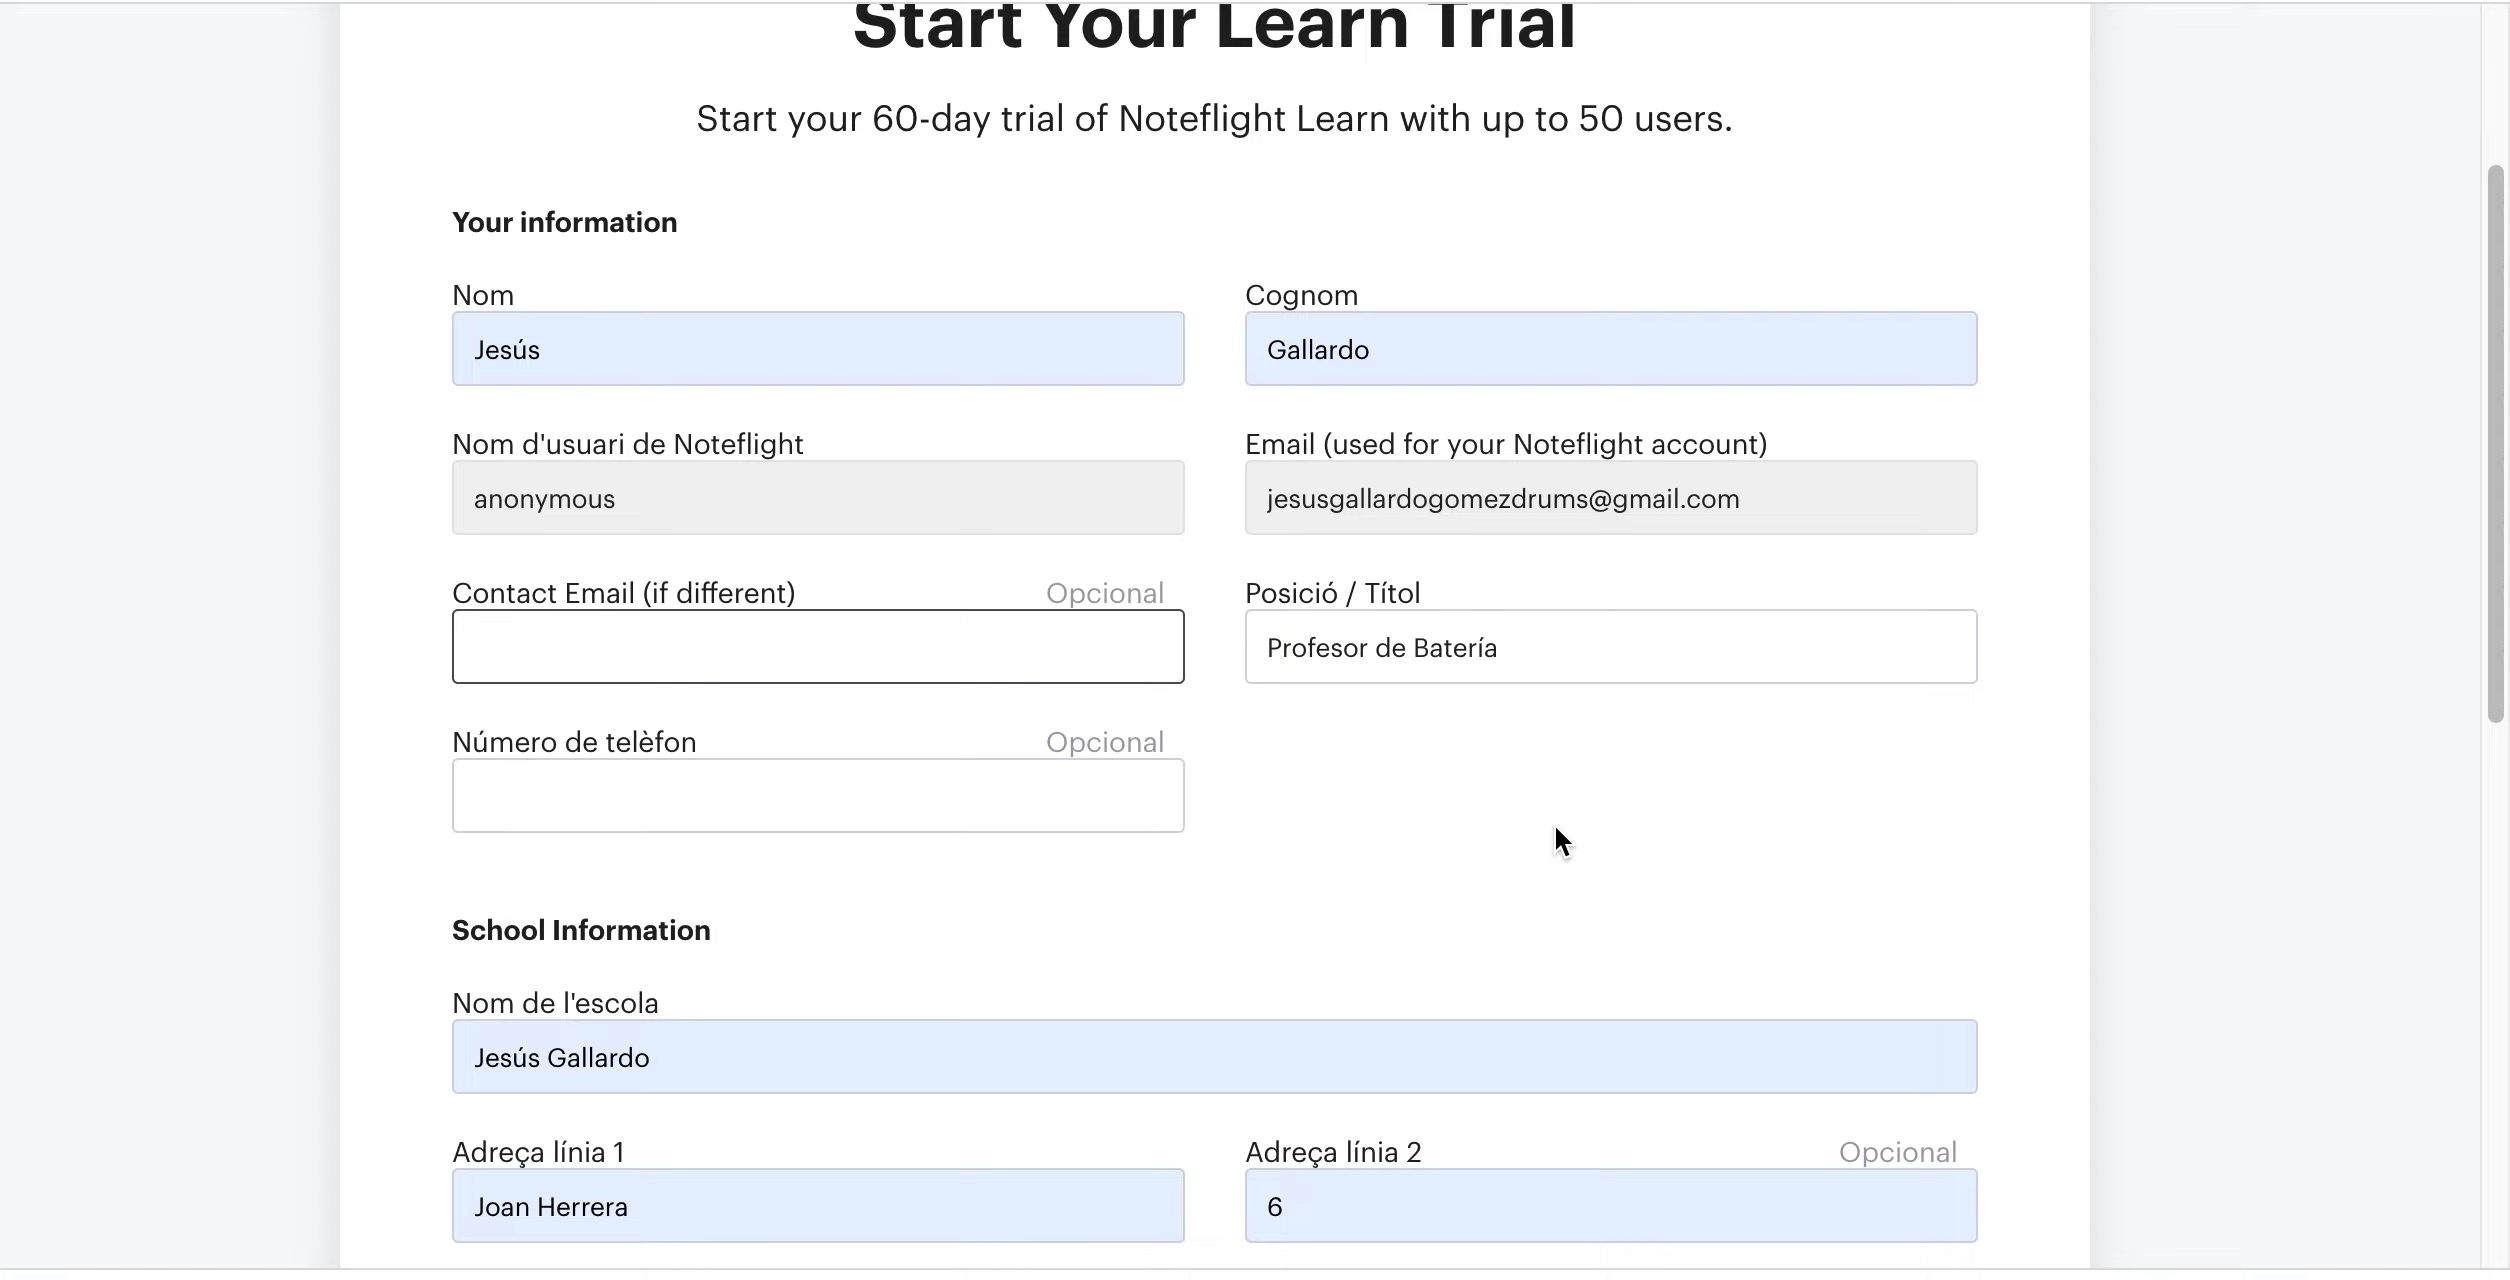 Start Your Learn Trial
Start your 60-day trial of Noteflight Learn with up to 50 users.
Your information
Nom
Cognom
Jesús
Gallardo
Nom d'usuari de Noteflight
Email (used for your Noteflight account)
anonymous
jesusgallardogomezdrums@gmail.com
Contact Email (if different)
Opcional
Posició / Títol
Profesor de Batería
Número de telèfon
Opcional
School Information
Nom de l'escola
Jesús Gallardo
Adreça línia 1
Adreça línia 2
Opcional
Joan Herrera
6